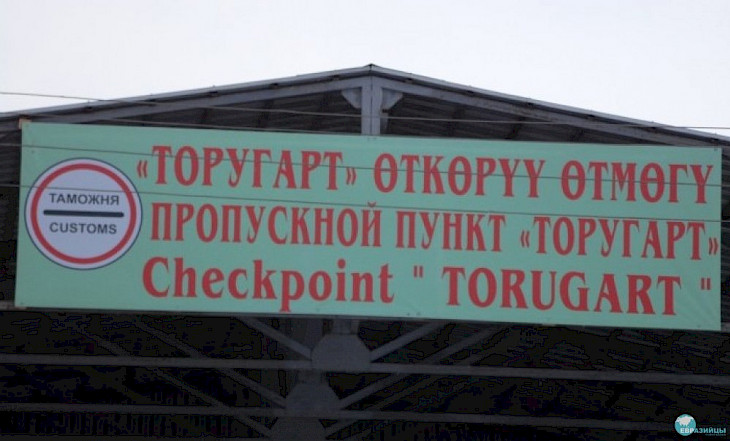 «ТОРУГАРТ» ӨТКӨРҮҮ ӨТМӨГҮ
ТАМОЖНЯ
CUSTOMS
ПРОПУСКНОЙ ПУНКТ «ТОРУГАРТ»
Checkpoint " TORUGART "
ЕВРАЗИЙЦЫ